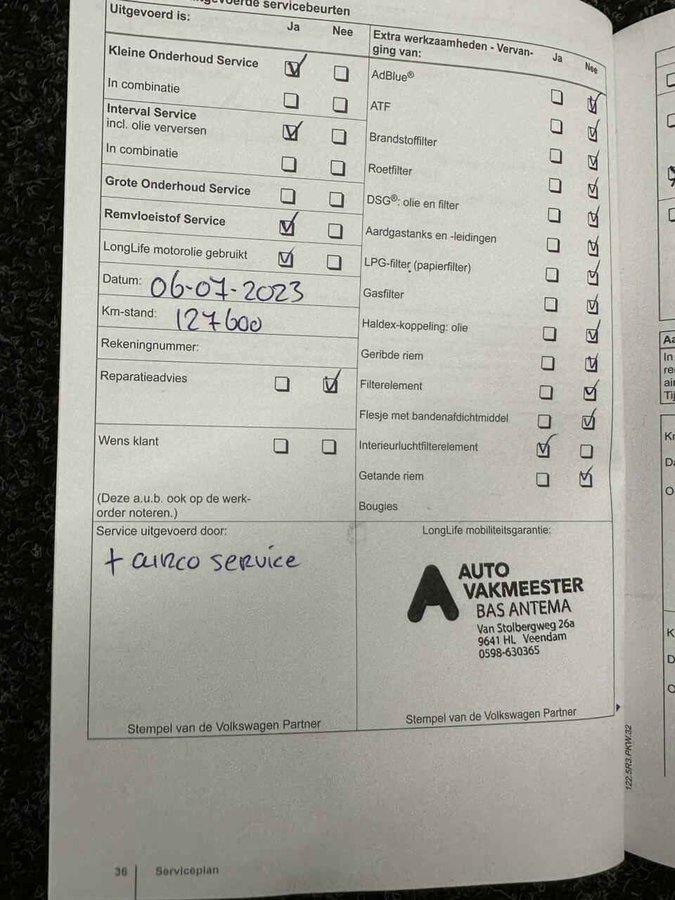 servicebeurten
Uitgevoerd is:
Ja
Nee
Kleine Onderhoud Service
In combinatie
Interval Service
incl. olie verversen
In combinatie
Grote Onderhoud Service
Remvloeistof Service
LongLife motorolie gebruikt
Datum: 06-07-2023
Km-stand: 127600
Rekeningnummer:
Reparatieadvies
Wens klant
(Deze a.u.b. ook op de werk-
order noteren.)
Extra werkzaamheden - Vervan-
ging van:
Ja
Nee
AdBlue®
ATF
Brandstoffilter
Roetfilter
DSG®: olie en filter
Aardgastanks en -leidingen
LPG-filter (papierfilter)
Gasfilter
Haldex-koppeling: olie
Geribde riem
Filterelement
Flesje met bandenafdichtmiddel
Interieurluchtfilterelement
Getande riem
Bougies
Service uitgevoerd door:
+ airco service
Stempel van de Volkswagen Partner
LongLife mobiliteitsgarantie:
AUTO
VAKMEESTER
BAS ANTEMA
Van Stolbergweg 26a
9641 HL Veendam
0598-630365
Stempel van de Volkswagen Partner
122.5R3.PKW.32
36 Serviceplan